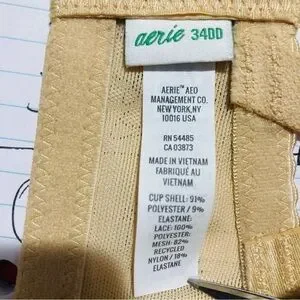 aerie 34DD
AERIE™ AEO
MANAGEMENT CO.
NEW YORK, NY
10016 USA
RN 54485
CA 03873
MADE IN VIETNAM
FABRIQUÉ AU
VIETNAM
CUP SHELL: 91%
POLYESTER / 9%
ELASTANE;
LACE: 100%
POLYESTER;
MESH: 82%
RECYCLED
NYLON / 18%
ELASTANE